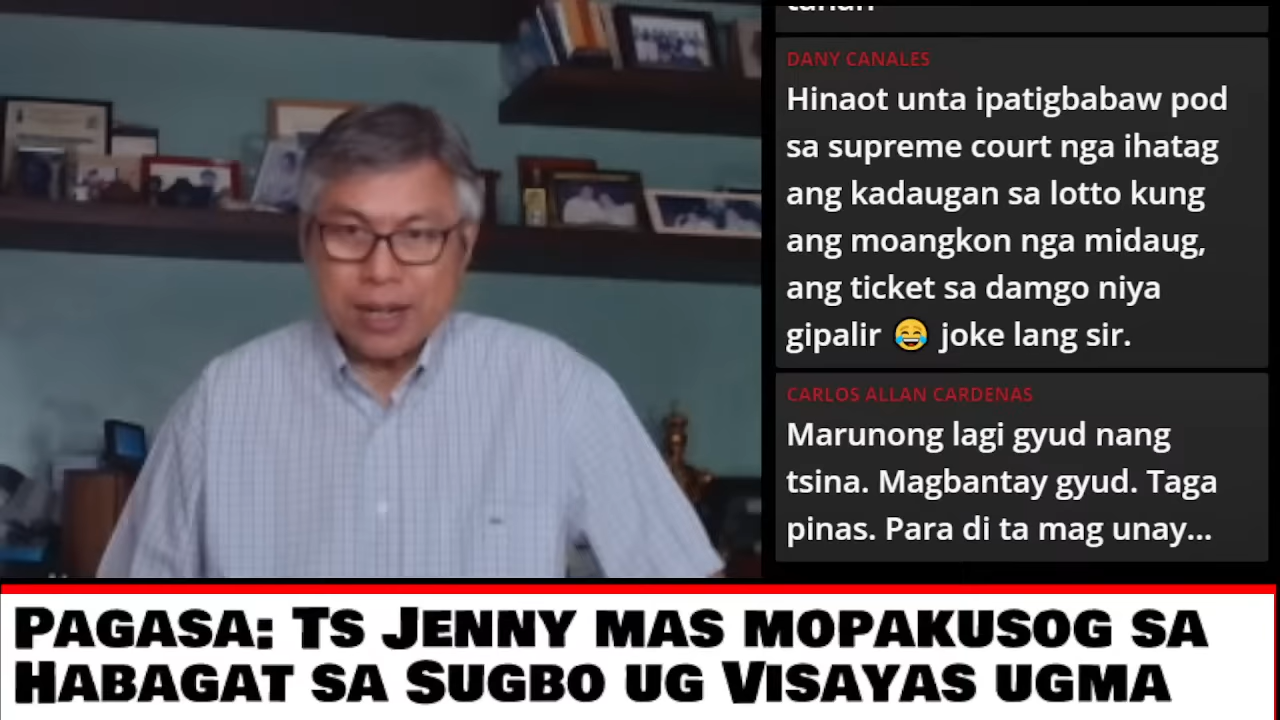 DANY CANALES
Hinaot unta ipatigbabaw pod
sa supreme court nga ihatag
ang kadaugan sa lotto kung
ang moangkon nga midaug,
ang ticket sa damgo niya
gipalir 😂 joke lang sir.
CARLOS ALLAN CARDENAS
Marunong lagi gyud nang
tsina. Magbantay gyud. Taga
pinas. Para di ta mag unay...
PAGASA: TS JENNY MAS MOPAKUSOG SA
HABAGAT SA SUGBO UG VISAYAS UGMA